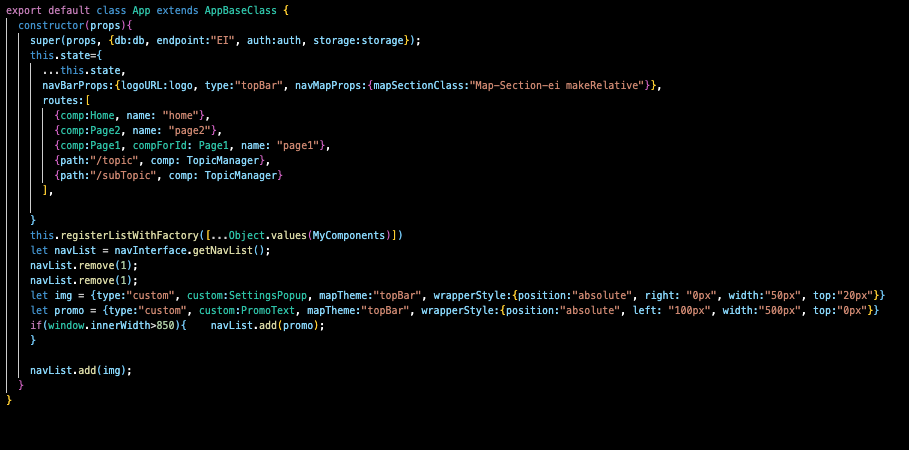 export default class App extends AppBaseClass {
constructor(props){
super(props, {db:db, endpoint:"EI", auth:auth, storage:storage});
this.state={
...this.state,
navBarProps:{logoURL:logo, type:"topBar", navMapProps:{mapSectionClass:"Map-Section-ei makeRelative"}},
routes:[
{comp:Home, name: "home"},
{comp:Page2, name: "page2"},
{comp:Page1, compForId: Page1, name: "page1"},
{path:"/topic", comp: TopicManager},
{path:"/subTopic", comp: TopicManager}
],
}
this.registerListWithFactory([...Object.values(MyComponents)])
let navList = navInterface.getNavList();
navList.remove(1);
navList.remove(1);
let img = {type:"custom", custom:SettingsPopup, mapTheme:"topBar", wrapperStyle:{position:"absolute", right: "0px", width:"50px", top:"20px"}}
let promo = {type:"custom", custom:PromoText, mapTheme:"topBar", wrapperStyle:{position:"absolute", left: "100px", width:"500px", top:"0px"}}
if(window.innerWidth>850){    navList.add(promo);
}
navList.add(img);
}
}